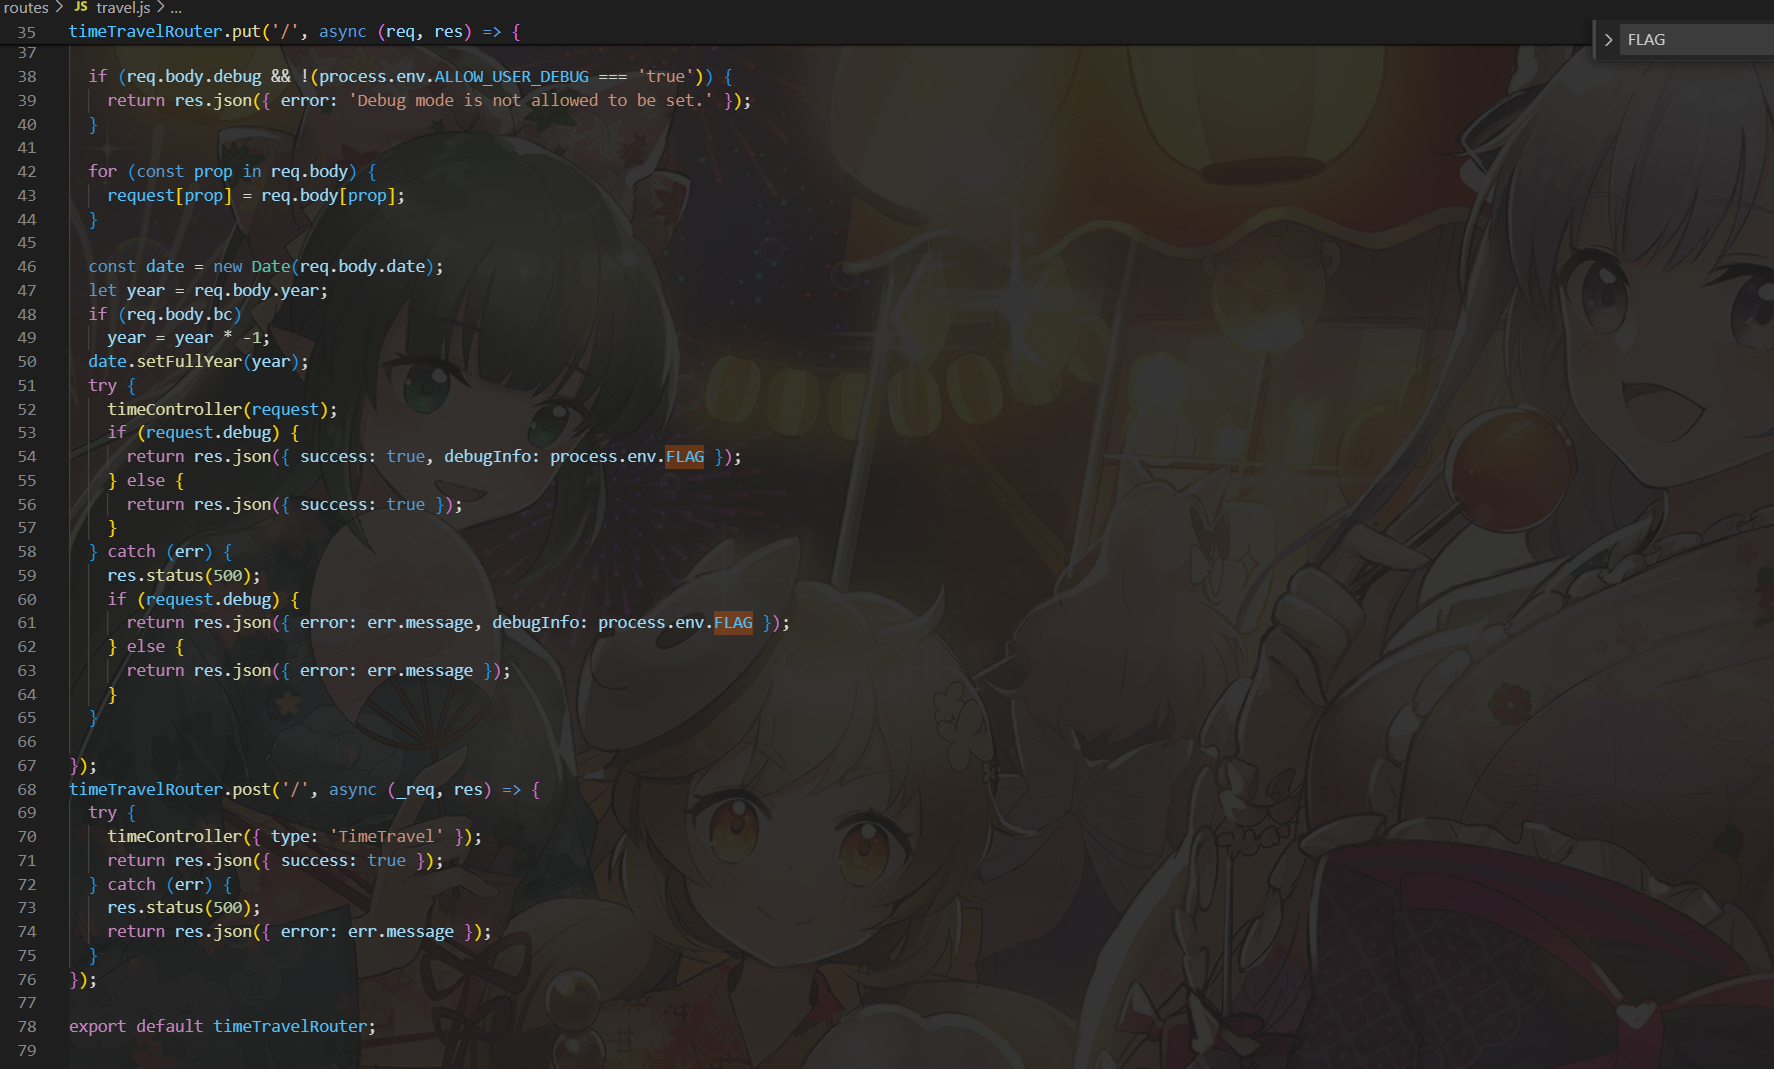 routes > JS travel.js > ...
35 timeTravelRouter.put('/', async (req, res) => {
> FLAG
37
38 if (req.body.debug && !(process.env.ALLOW_USER_DEBUG === 'true')) {
39 return res.json({ error: 'Debug mode is not allowed to be set.' });
40 }
41
42 for (const prop in req.body) {
43 request[prop] = req.body[prop];
44 }
45
46 const date = new Date(req.body.date);
47 let year = req.body.year;
48 if (req.body.bc)
49 year = year * -1;
50 date.setFullYear(year);
51 try {
52 timeController(request);
53 if (request.debug) {
54 return res.json({ success: true, debugInfo: process.env.FLAG });
55 } else {
56 return res.json({ success: true });
57 }
58 } catch (err) {
59 res.status(500);
60 if (request.debug) {
61 return res.json({ error: err.message, debugInfo: process.env.FLAG });
62 } else {
63 return res.json({ error: err.message });
64 }
65 }
66
67 });
68 timeTravelRouter.post('/', async (_req, res) => {
69 try {
70 timeController({ type: 'TimeTravel' });
71 return res.json({ success: true });
72 } catch (err) {
73 res.status(500);
74 return res.json({ error: err.message });
75 }
76 });
77
78 export default timeTravelRouter;
79